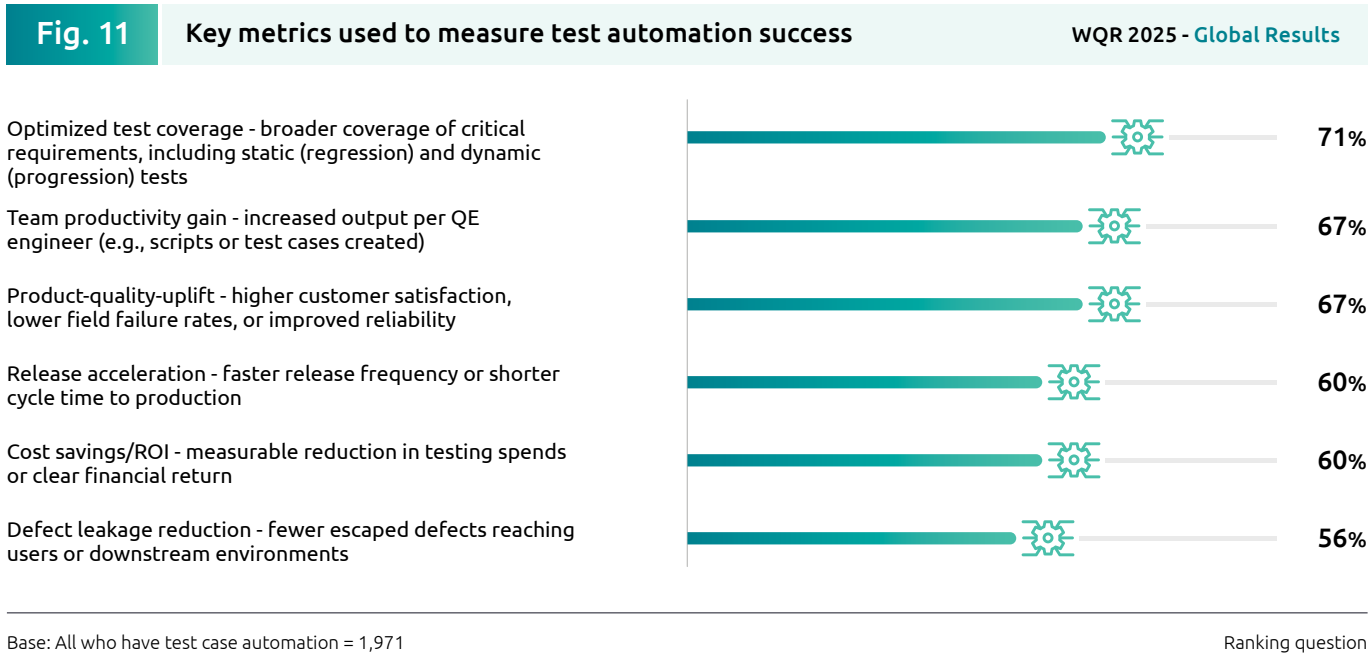 Fig. 11
Key metrics used to measure test automation success
WQR 2025 - Global Results
Optimized test coverage - broader coverage of critical
requirements, including static (regression) and dynamic
(progression) tests
71%
Team productivity gain - increased output per QE
engineer (e.g., scripts or test cases created)
67%
Product-quality-uplift - higher customer satisfaction,
lower field failure rates, or improved reliability
67%
Release acceleration - faster release frequency or shorter
cycle time to production
60%
Cost savings/ROI - measurable reduction in testing spends
or clear financial return
60%
Defect leakage reduction - fewer escaped defects reaching
users or downstream environments
56%
Base: All who have test case automation = 1,971
Ranking question